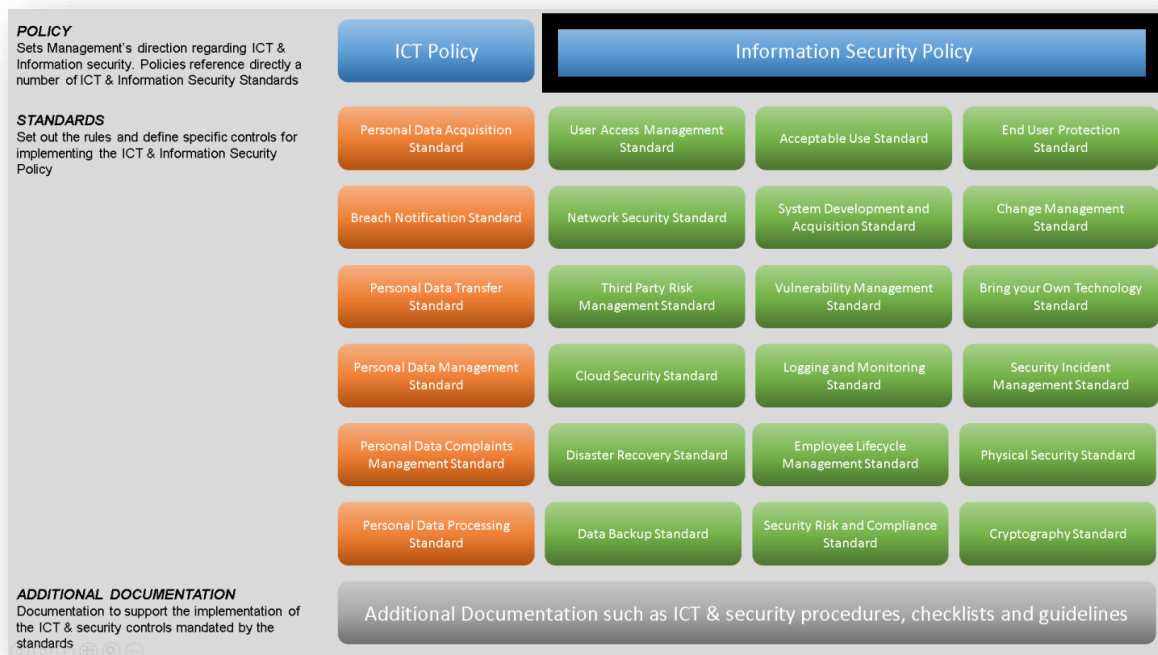 POLICY
Sets Management's direction regarding ICT &
Information security. Policies reference directly a
number of ICT & Information Security Standards
ICT Policy
Information Security Policy
STANDARDS
Set out the rules and define specific controls for
implementing the ICT & Information Security
Policy
Personal Data Acquisition
Standard
User Access Management
Standard
Acceptable Use Standard
End User Protection
Standard
Breach Notification Standard
Network Security Standard
System Development and
Acquisition Standard
Change Management
Standard
Personal Data Transfer
Standard
Third Party Risk
Management Standard
Vulnerability Management
Standard
Bring your Own Technology
Standard
Personal Data Management
Standard
Cloud Security Standard
Logging and Monitoring
Standard
Security Incident
Management Standard
Personal Data Complaints
Management Standard
Disaster Recovery Standard
Employee Lifecycle
Management Standard
Physical Security Standard
Personal Data Processing
Standard
Data Backup Standard
Security Risk and Compliance
Standard
Cryptography Standard
ADDITIONAL DOCUMENTATION
Documentation to support the implementation of
the ICT & security controls mandated by the
standards
Additional Documentation such as ICT & security procedures, checklists and guidelines